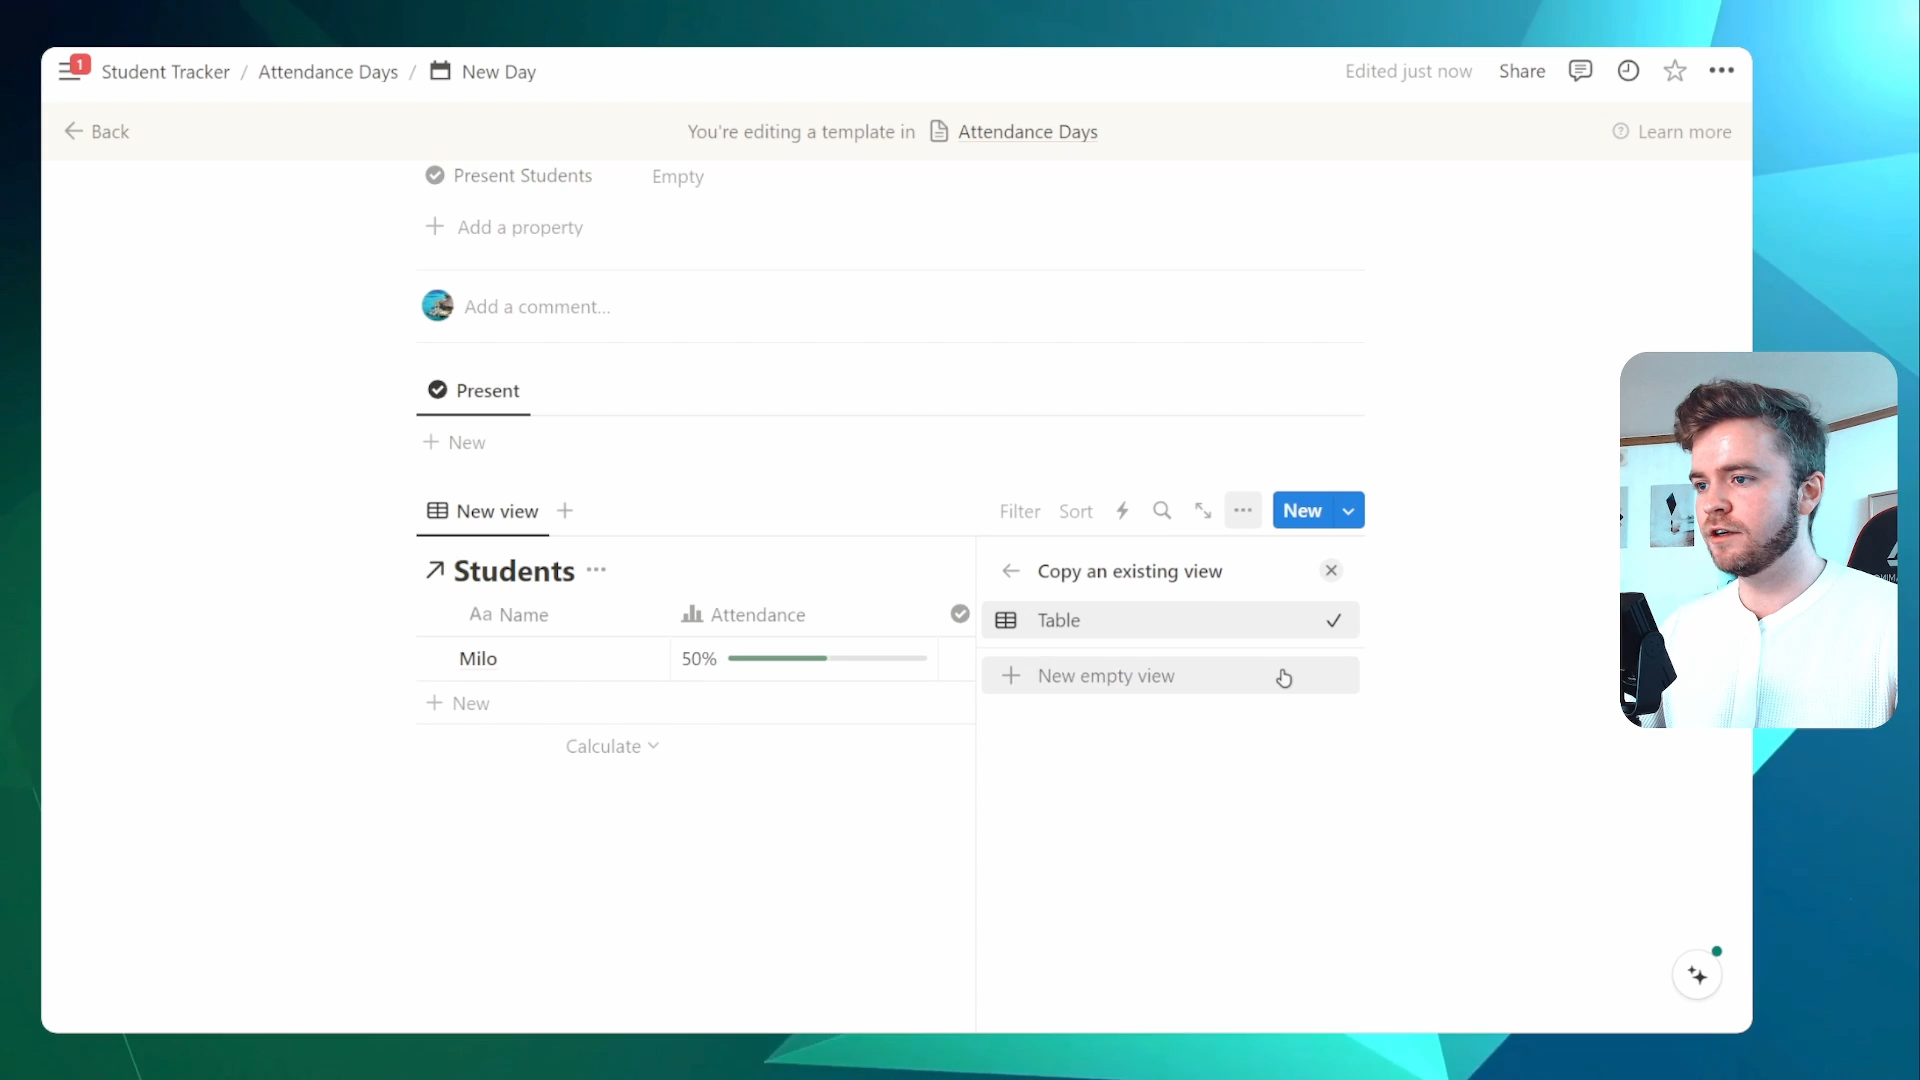 1
Student Tracker / Attendance Days / New Day
Edited just now
Share
Back
You're editing a template in Attendance Days
Learn more
Present Students
Empty
Add a property
Add a comment...
Present
New
New view
Filter
Sort
New
Students
Copy an existing view
Aa Name
Attendance
Table
Milo
50%
New empty view
New
Calculate